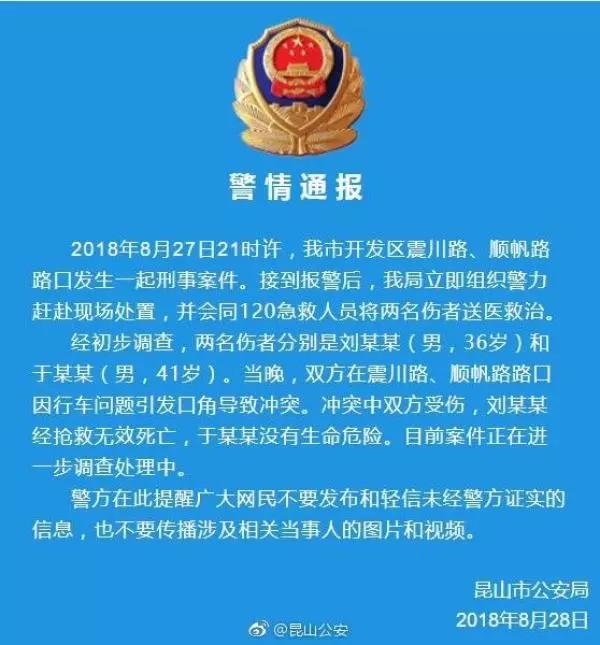 警情通报
2018年8月27日21时许，我市开发区震川路、顺帆路
路口发生一起刑事案件。接到报警后，我局立即组织警力
赶赴现场处置，并会同120急救人员将两名伤者送医救治。
经初步调查，两名伤者分别是刘某某（男，36岁）和
于某某（男，41岁）。当晚，双方在震川路、顺帆路路口
因行车问题引发口角导致冲突。冲突中双方受伤，刘某某
经抢救无效死亡，于某某没有生命危险。目前案件正在进
一步调查处理中。
警方在此提醒广大网民不要发布和轻信未经警方证实的
信息，也不要传播涉及相关当事人的图片和视频。
昆山市公安局
2018年8月28日
@昆山公安